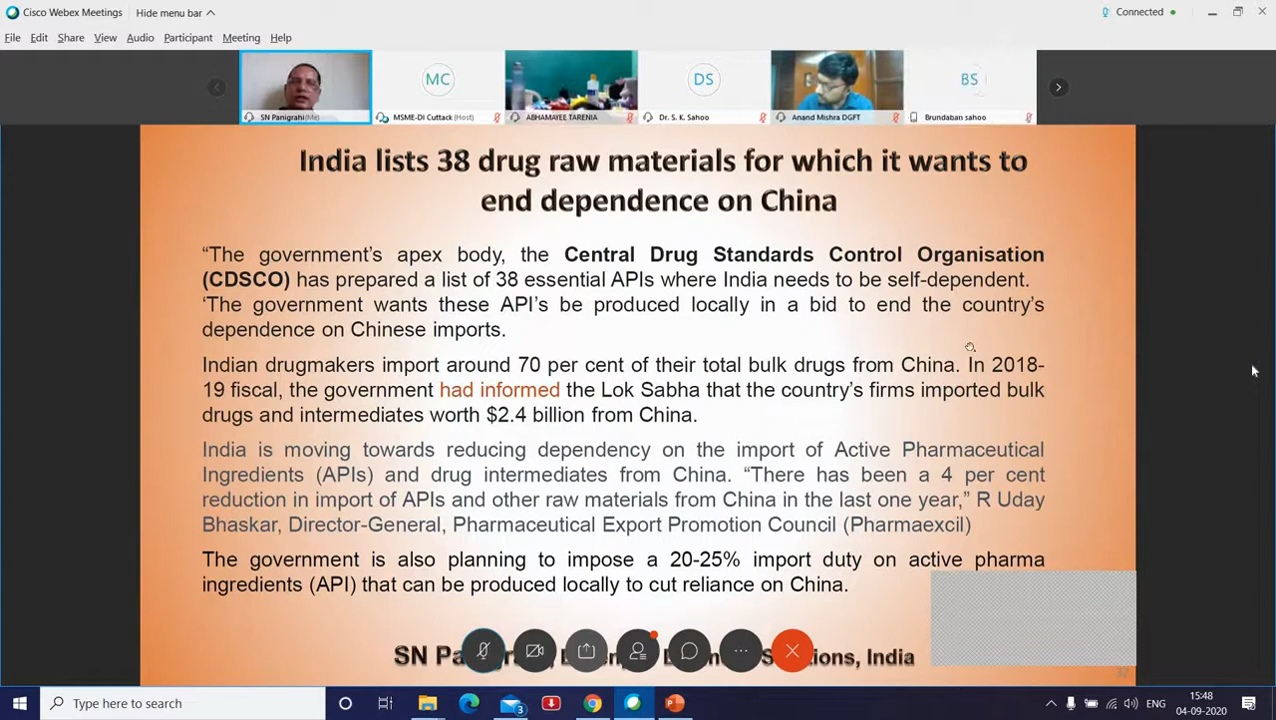 Cisco Webex Meetings
Hide menu bar
Connected
File Edit Share View Audio Participant Meeting Help
MC
DS
BS
SN Panigrahi(Me)
MSME-DI Cuttack (Host)
ABHAMAYEE TARENIA
Dr. S. K. Sahoo
Anand Mishra DGFT
Brundaban sahoo
India lists 38 drug raw materials for which it wants to
end dependence on China
“The government’s apex body, the Central Drug Standards Control Organisation
(CDSCO) has prepared a list of 38 essential APIs where India needs to be self-dependent.
‘The government wants these API’s be produced locally in a bid to end the country’s
dependence on Chinese imports.
Indian drugmakers import around 70 per cent of their total bulk drugs from China. In 2018-
19 fiscal, the government had informed the Lok Sabha that the country’s firms imported bulk
drugs and intermediates worth $2.4 billion from China.
India is moving towards reducing dependency on the import of Active Pharmaceutical
Ingredients (APIs) and drug intermediates from China. “There has been a 4 per cent
reduction in import of APIs and other raw materials from China in the last one year,” R Uday
Bhaskar, Director-General, Pharmaceutical Export Promotion Council (Pharmaexcil)
The government is also planning to impose a 20-25% import duty on active pharma
ingredients (API) that can be produced locally to cut reliance on China.
SN India
37
Type here to search
ENG
15:48
04-09-2020